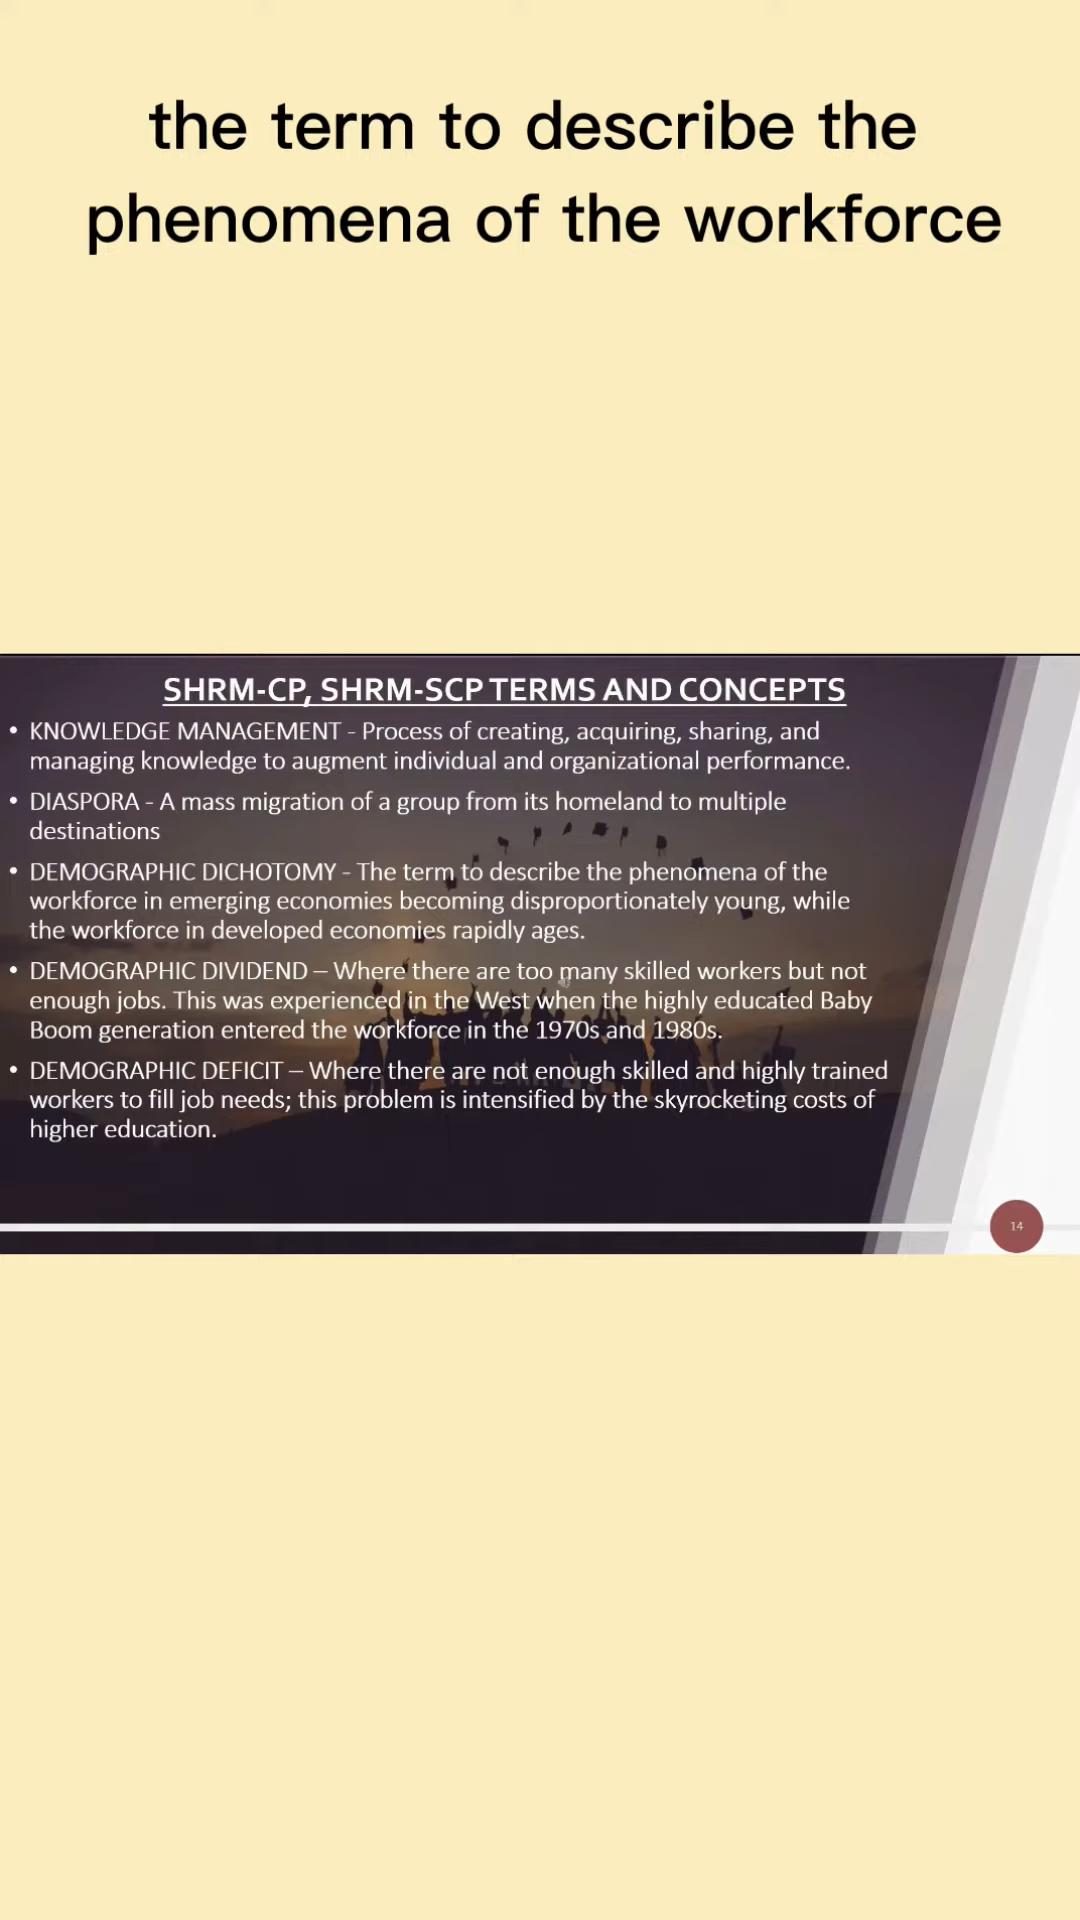 the term to describe the
phenomena of the workforce
SHRM-CP, SHRM-SCP TERMS AND CONCEPTS
• KNOWLEDGE MANAGEMENT - Process of creating, acquiring, sharing, and
managing knowledge to augment individual and organizational performance.
• DIASPORA - A mass migration of a group from its homeland to multiple
destinations
• DEMOGRAPHIC DICHOTOMY - The term to describe the phenomena of the
workforce in emerging economies becoming disproportionately young, while
the workforce in developed economies rapidly ages.
• DEMOGRAPHIC DIVIDEND – Where there are too many skilled workers but not
enough jobs. This was experienced in the West when the highly educated Baby
Boom generation entered the workforce in the 1970s and 1980s.
• DEMOGRAPHIC DEFICIT – Where there are not enough skilled and highly trained
workers to fill job needs; this problem is intensified by the skyrocketing costs of
higher education.
14